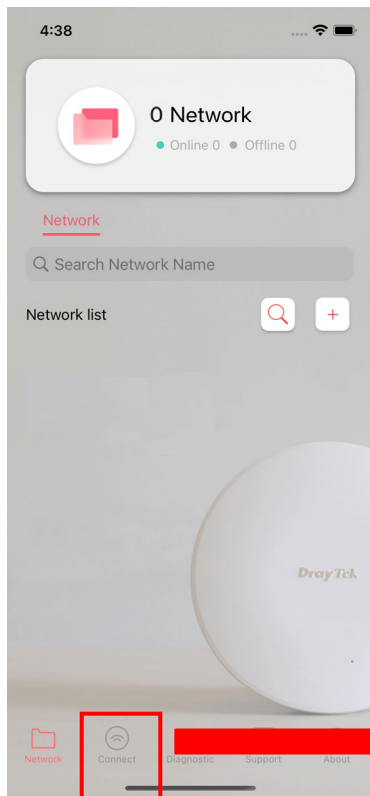 4:38
0 Network
Online 0 Offline 0
Network
Search Network Name
Network list
DrayTek
Network Connect Diagnostic Support About